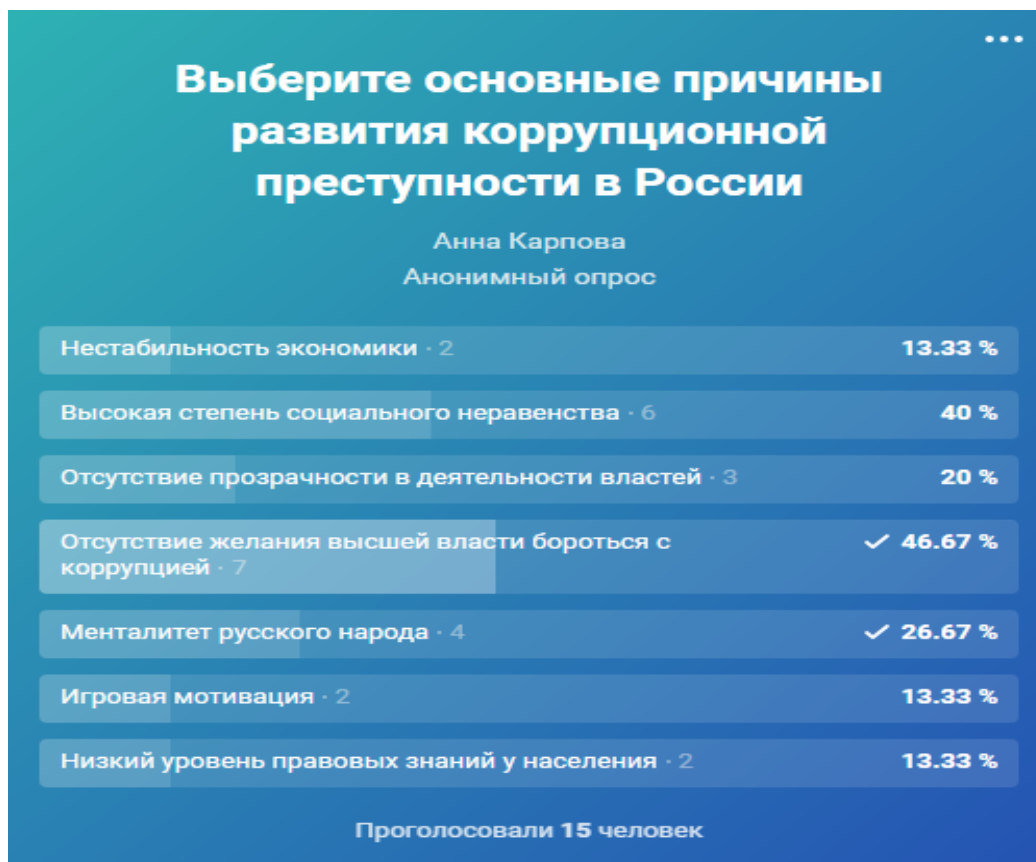 Выберите основные причины
развития коррупционной
преступности в России
Анна Карпова
Анонимный опрос
Нестабильность экономики · 2 13.33 %
Высокая степень социального неравенства · 6 40 %
Отсутствие прозрачности в деятельности властей · 3 20 %
Отсутствие желания высшей власти бороться с 46.67 %
коррупцией · 7
Менталитет русского народа · 4 26.67 %
Игровая мотивация · 2 13.33 %
Низкий уровень правовых знаний у населения · 2 13.33 %
Проголосовали 15 человек